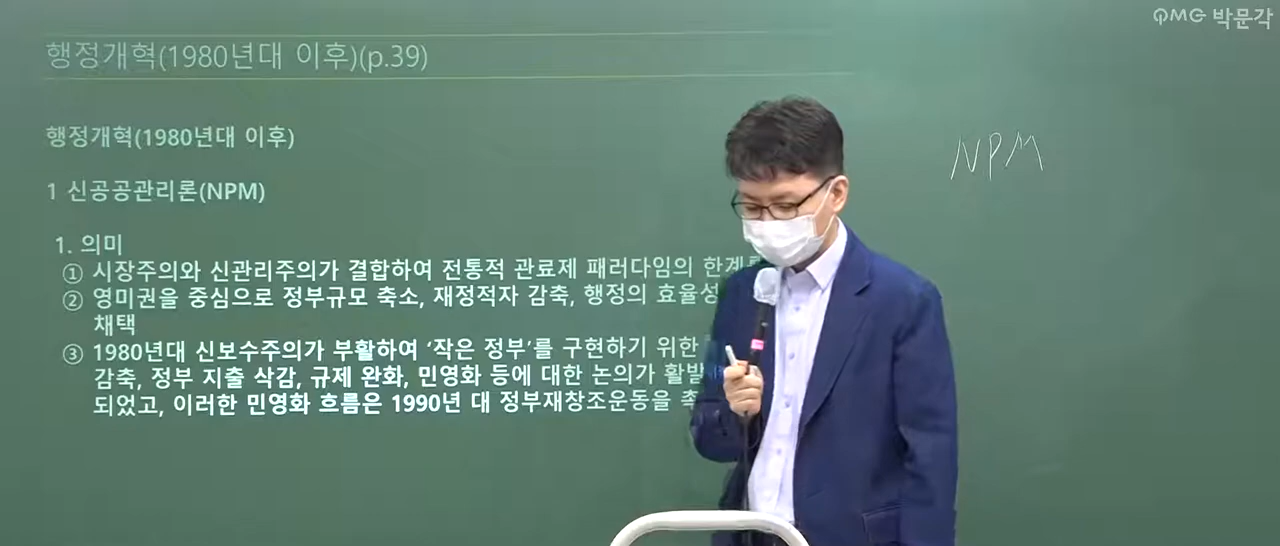 PMG 박문각
행정개혁(1980년대 이후)(p.39)
NPM
행정개혁(1980년대 이후)
1 신공공관리론(NPM)
1. 의미
① 시장주의와 신관리주의가 결합하여 전통적 관료제 패러다임의 한계
② 영미권을 중심으로 정부규모 축소, 재정적자 감축, 행정의 효율성
채택
③ 1980년대 신보수주의가 부활하여 ‘작은 정부’를 구현하기 위한
감축, 정부 지출 삭감, 규제 완화, 민영화 등에 대한 논의가 활발
되었고, 이러한 민영화 흐름은 1990년 대 정부재창조운동을